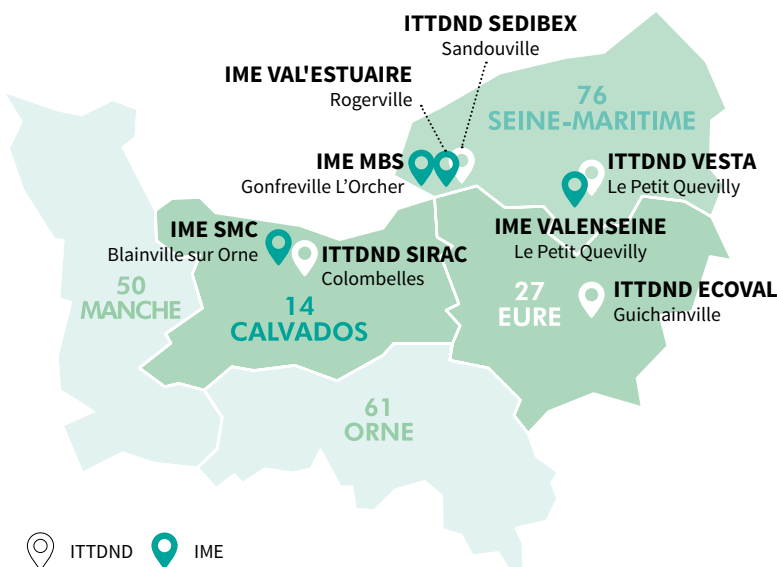 ITTDND SEDIBEX
Sandouville
IME VAL'ESTUAIRE
Rogerville
76
SEINE-MARITIME
IME MBS
Gonfreville L'Orcher
ITTDND VESTA
Le Petit Quevilly
IME SMC
Blainville sur Orne
IME VALENSEINE
Le Petit Quevilly
ITTDND SIRAC
Colombelles
50
MANCHE
14
CALVADOS
27
EURE
ITTDND ECOVAL
Guichainville
61
ORNE
ITTDND
IME